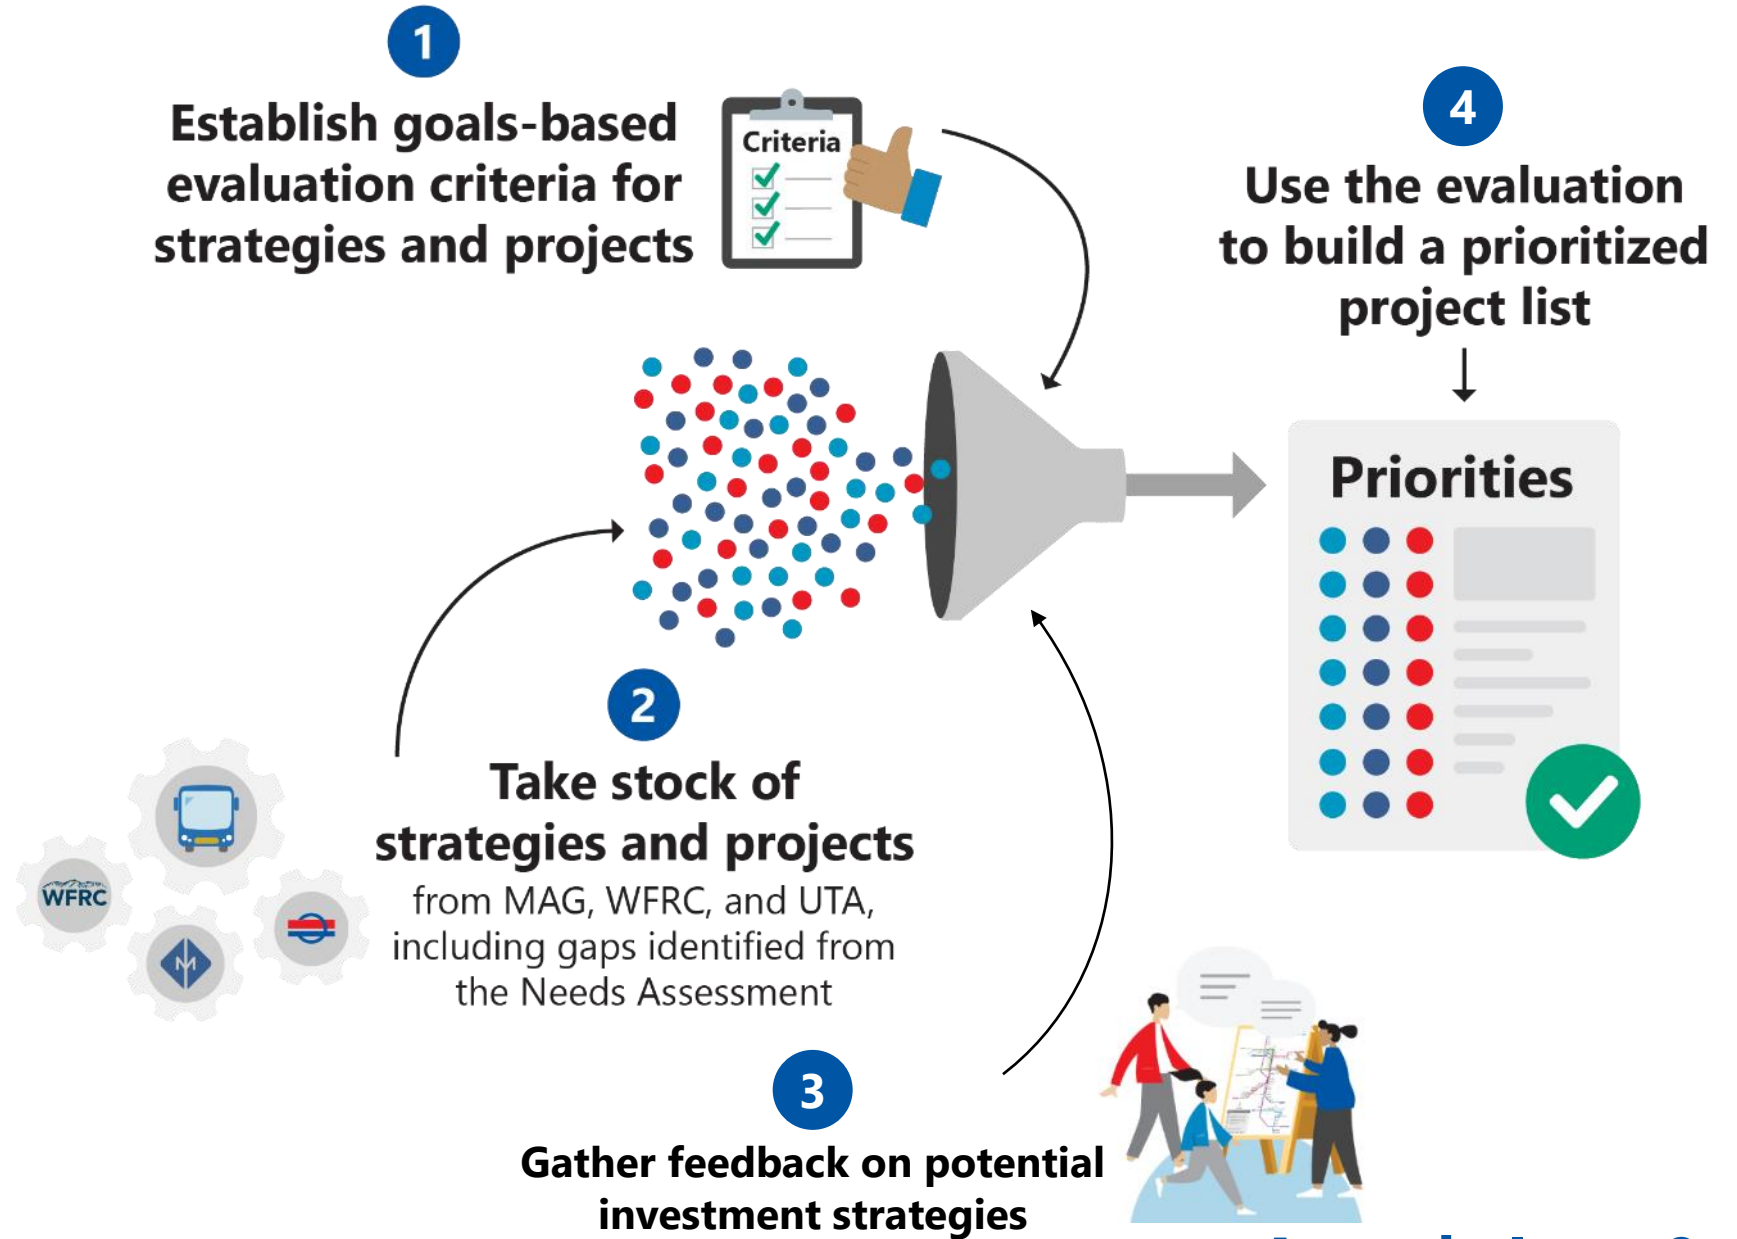 1
Establish goals-based
evaluation criteria for
strategies and projects
Criteria
4
Use the evaluation
to build a prioritized
project list
Priorities
2
Take stock of
strategies and projects
from MAG, WFRC, and UTA,
including gaps identified from
the Needs Assessment
WFRC
M
3
Gather feedback on potential
investment strategies